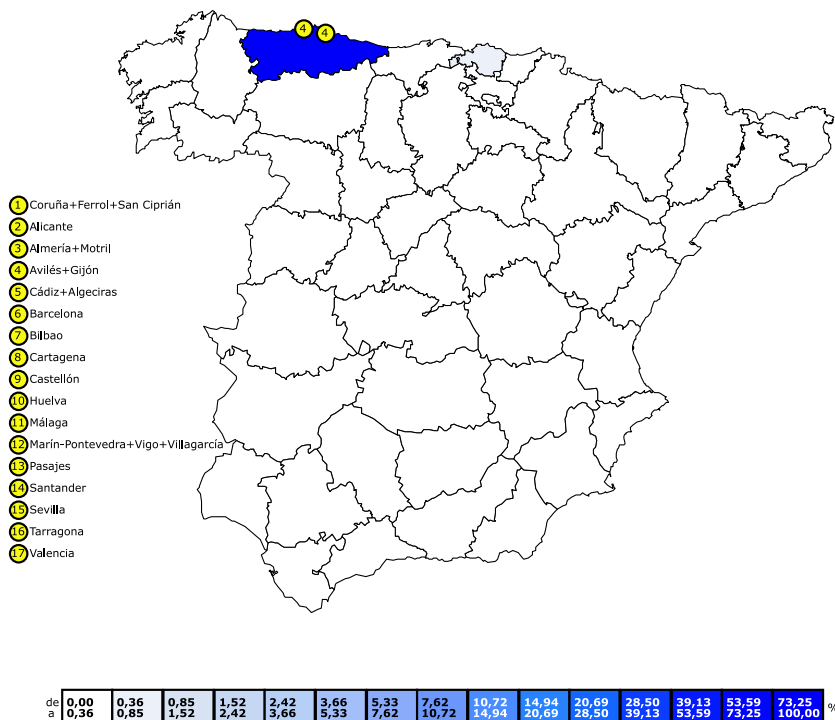 4 4
1 Coruña+Ferrol+San Ciprián
2 Alicante
3 Almería+Motril
4 Avilés+Gijón
5 Cádiz+Algeciras
6 Barcelona
7 Bilbao
8 Cartagena
9 Castellón
10 Huelva
11 Málaga
12 Marín-Pontevedra+Vigo+Villagarcía
13 Pasajes
14 Santander
15 Sevilla
16 Tarragona
17 Valencia
de 0,00 0,36 0,85 1,52 2,42 3,66 5,33 7,62 10,72 14,94 20,69 28,50 39,13 53,59 73,25
a 0,36 0,85 1,52 2,42 3,66 5,33 7,62 10,72 14,94 20,69 28,50 39,13 53,59 73,25 100,00 %